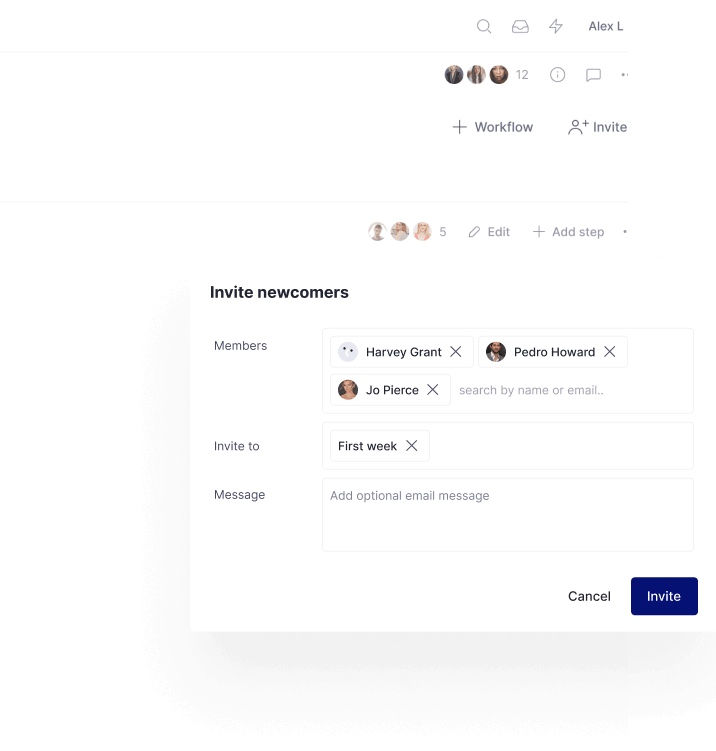 Alex L
12
Workflow Invite
5 Edit Add step
Invite newcomers
Members
Harvey Grant Pedro Howard
Jo Pierce search by name or email..
Invite to First week
Message Add optional email message
Cancel Invite